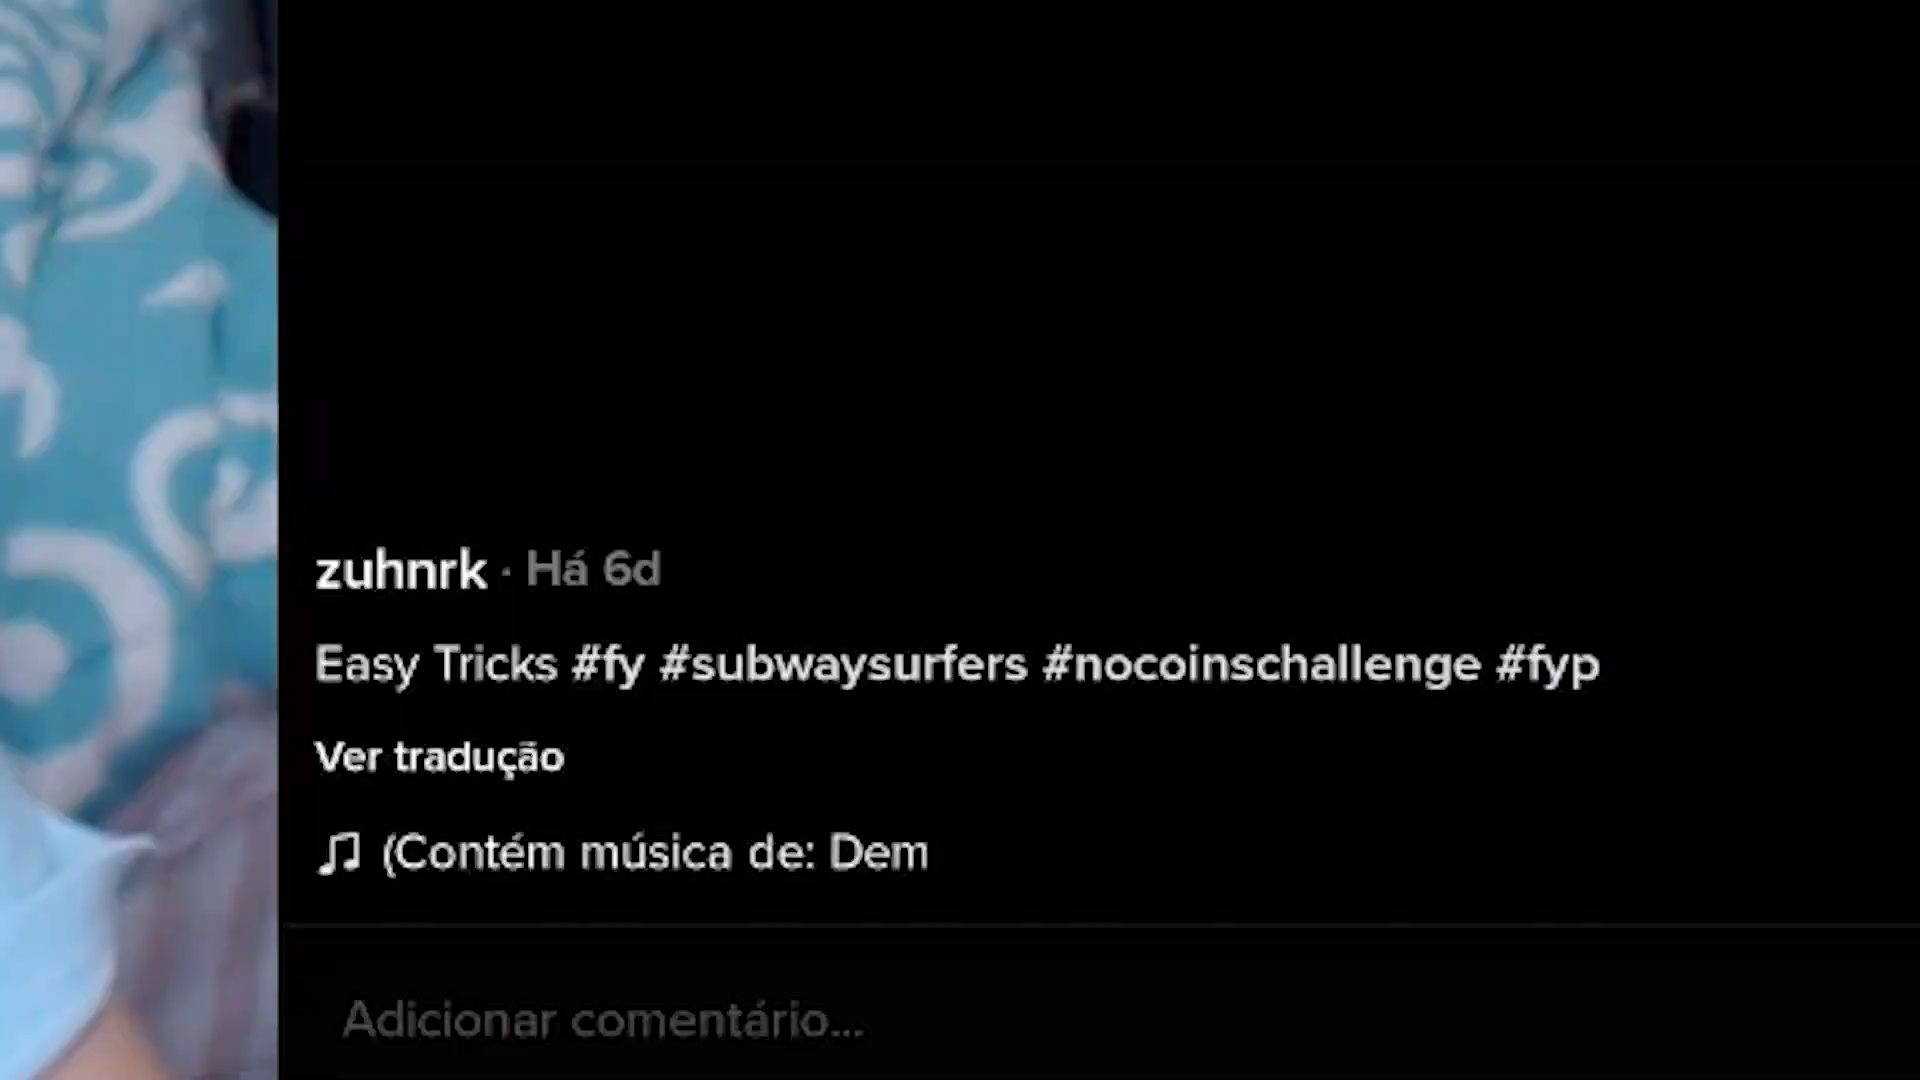 zuhnrk · Há 6d
Easy Tricks #fy #subwaysurfers #nocoinschallenge #fyp
Ver tradução
(Contém música de: Dem
Adicionar comentário...